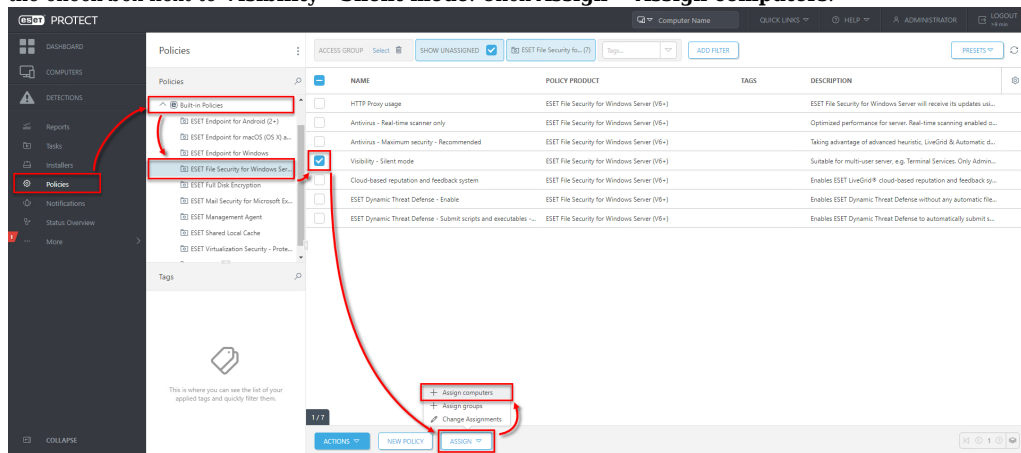 the check box next to Visibility - Silent mode. Click Assign → Assign computers.
eset PROTECT
Computer Name
QUICK LINKS
HELP
ADMINISTRATOR
LOGOUT
>9 min
DASHBOARD
COMPUTERS
DETECTIONS
Reports
Tasks
Installers
Policies
Notifications
Status Overview
More
COLLAPSE
Policies
Policies
Built-in Policies
ESET Endpoint for Android (2+)
ESET Endpoint for macOS (OS X) a...
ESET Endpoint for Windows
ESET File Security for Windows Ser...
ESET Full Disk Encryption
ESET Mail Security for Microsoft Ex...
ESET Management Agent
ESET Shared Local Cache
ESET Virtualization Security - Prote...
Tags
This is where you can see the list of your
applied tags and quickly filter them.
ACCESS GROUP Select
SHOW UNASSIGNED
ESET File Security fo... (7)
Tags...
ADD FILTER
PRESETS
NAME POLICY PRODUCT TAGS DESCRIPTION
HTTP Proxy usage ESET File Security for Windows Server (V6+) ESET File Security for Windows Server will receive its updates usi...
Antivirus - Real-time scanner only ESET File Security for Windows Server (V6+) Optimized performance for server. Real-time scanning enabled o...
Antivirus - Maximum security - Recommended ESET File Security for Windows Server (V6+) Taking advantage of advanced heuristic, LiveGrid & Automatic d...
Visibility - Silent mode ESET File Security for Windows Server (V6+) Suitable for multi-user server, e.g. Terminal Services. Only Admin...
Cloud-based reputation and feedback system ESET File Security for Windows Server (V6+) Enables ESET LiveGrid® cloud-based reputation and feedback sy...
ESET Dynamic Threat Defense - Enable ESET File Security for Windows Server (V6+) Enables ESET Dynamic Threat Defense without any automatic file...
ESET Dynamic Threat Defense - Submit scripts and executables -... ESET File Security for Windows Server (V6+) Enables ESET Dynamic Threat Defense to automatically submit s...
Assign computers
Assign groups
Change Assignments
1 / 7
ACTIONS
NEW POLICY
ASSIGN
1